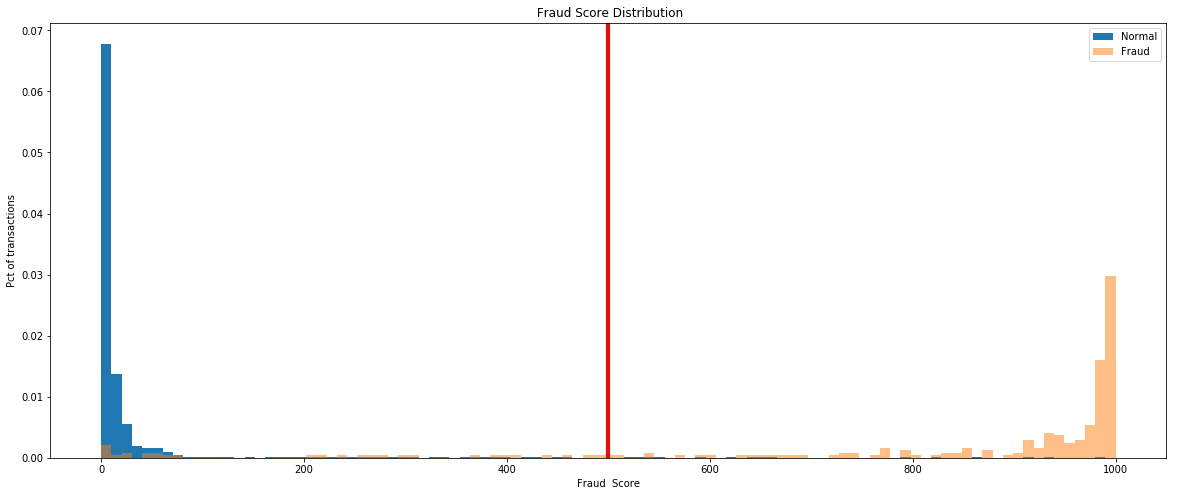 Fraud Score Distribution
Normal
Fraud
Pct of transactions
0.07
0.06
0.05
0.04
0.03
0.02
0.01
0.00
0
200
400
600
800
1000
Fraud  Score